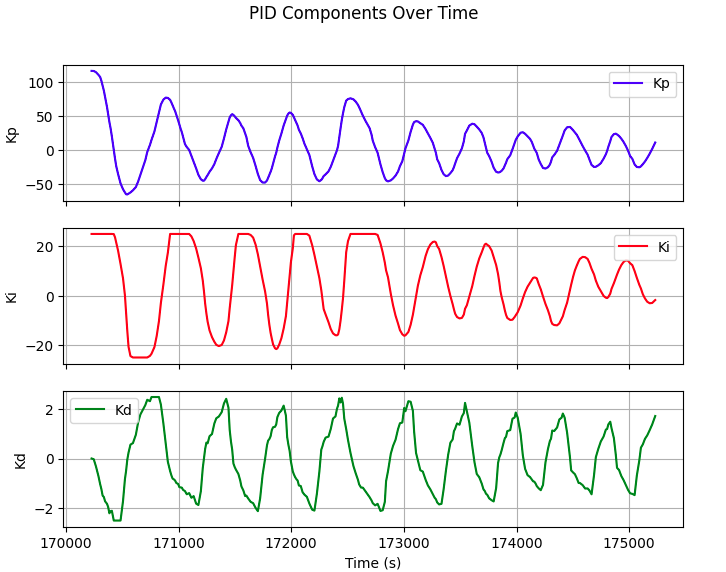 PID Components Over Time
Kp
100
50
0
−50
Kp
Ki
20
0
−20
Ki
Kd
2
0
−2
Kd
170000 171000 172000 173000 174000 175000
Time (s)